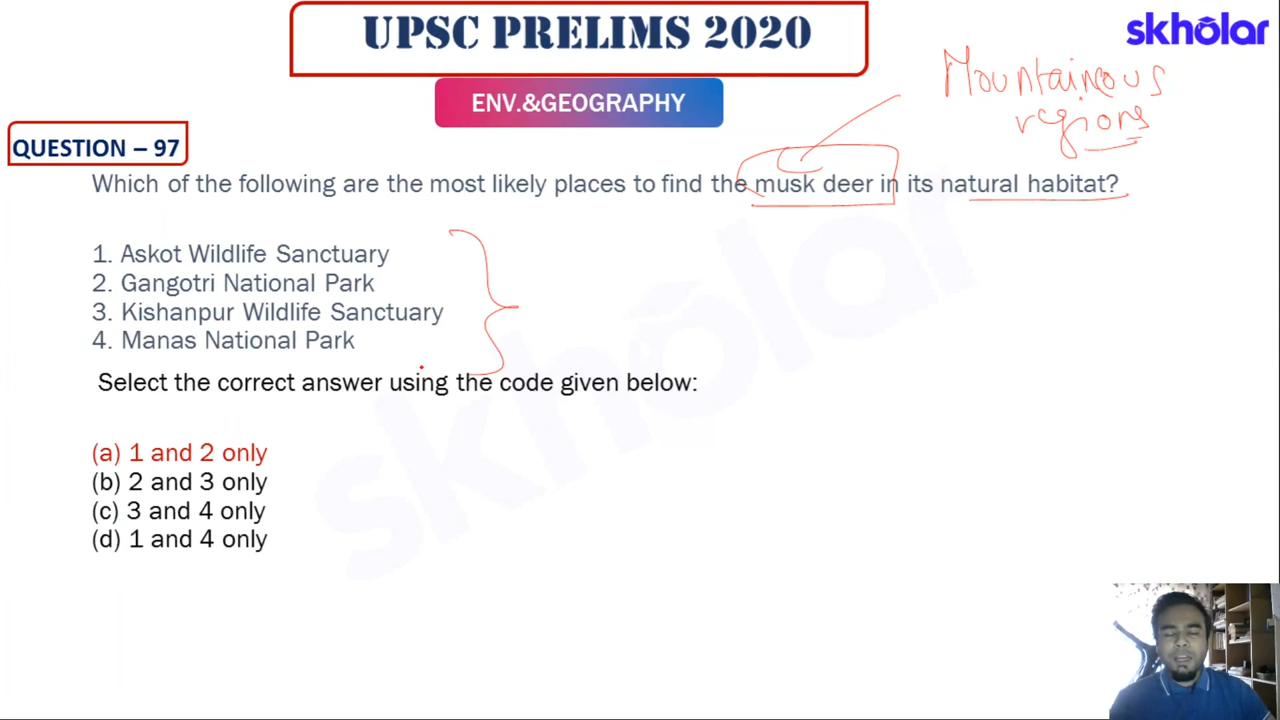 UPSC PRELIMS 2020
skholar
ENV.&GEOGRAPHY
Mountaineous
regions
QUESTION – 97
Which of the following are the most likely places to find the musk deer in its natural habitat?
1. Askot Wildlife Sanctuary
2. Gangotri National Park
3. Kishanpur Wildlife Sanctuary
4. Manas National Park
Select the correct answer using the code given below:
(a) 1 and 2 only
(b) 2 and 3 only
(c) 3 and 4 only
(d) 1 and 4 only
skholar